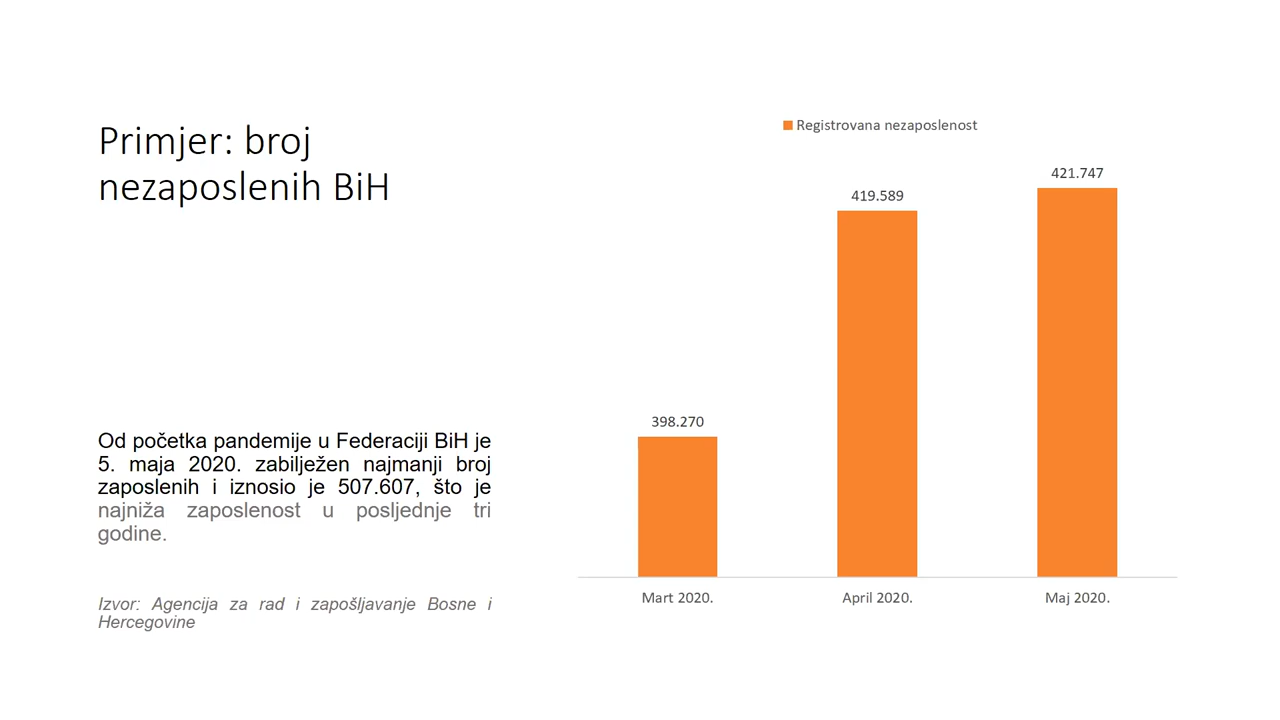 Primjer: broj
nezaposlenih BiH
Od početka pandemije u Federaciji BiH je
5. maja 2020. zabilježen najmanji broj
zaposlenih i iznosio je 507.607, što je
najniža zaposlenost u posljednje tri
godine.
Izvor: Agencija za rad i zapošljavanje Bosne i
Hercegovine
Registrovana nezaposlenost
398.270
419.589
421.747
Mart 2020.
April 2020.
Maj 2020.